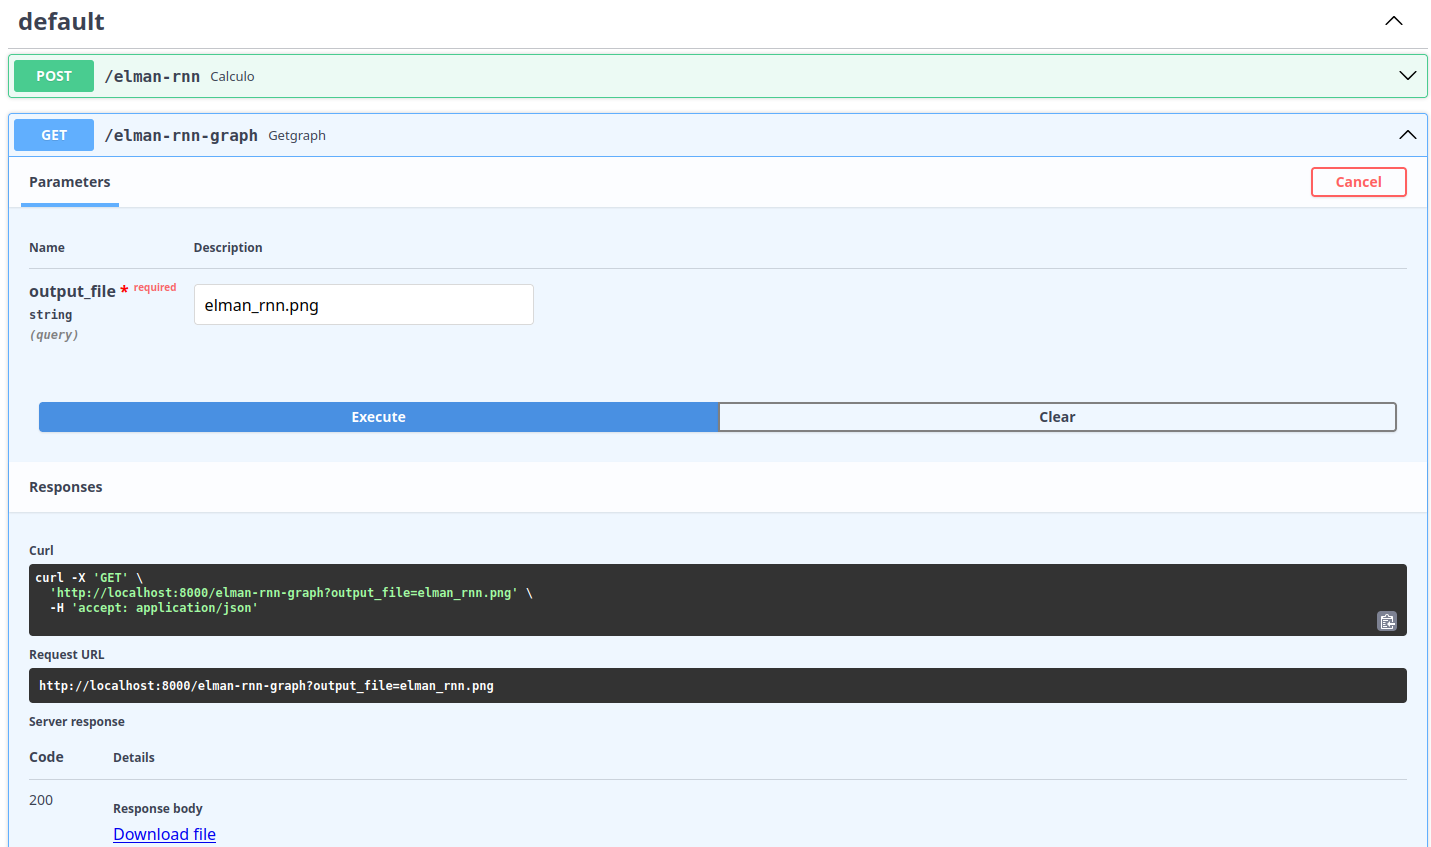 default
POST /elman-rnn Calculo
GET /elman-rnn-graph Getgraph
Parameters
Cancel
Name Description
output_file * required
string
(query)
elman_rnn.png
Execute Clear
Responses
Curl
curl -X 'GET' \
'http://localhost:8000/elman-rnn-graph?output_file=elman_rnn.png' \
-H 'accept: application/json'
Request URL
http://localhost:8000/elman-rnn-graph?output_file=elman_rnn.png
Server response
Code Details
200
Response body
Download file